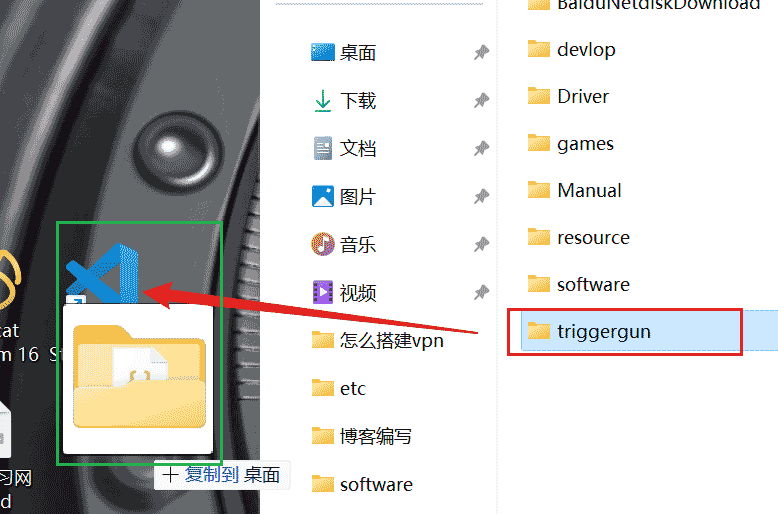 cat
m 16 S
习网
d
+ 复制到 桌面
桌面
下载
文档
图片
音乐
视频
怎么搭建vpn
etc
博客编写
software
BaiduNetdiskDownload
devlop
Driver
games
Manual
resource
software
triggergun